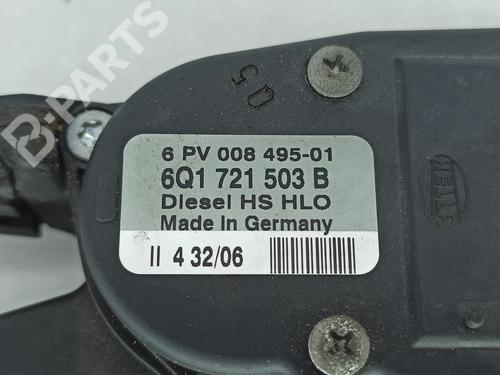 B-PARTS
6 PV 008 495-01
6Q1 721 503 B
Diesel HS HLO
Made in Germany
II 4 32/06
HELLA